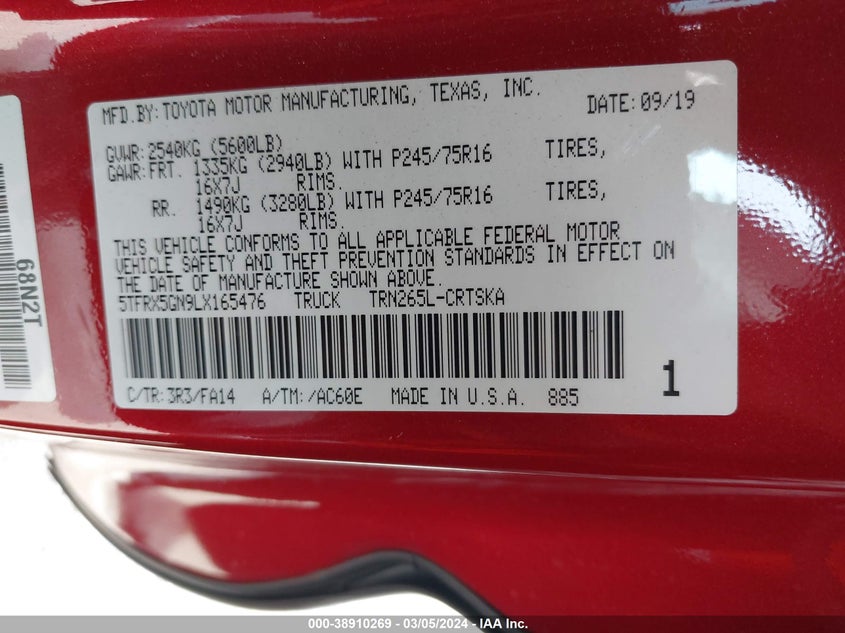 MFD.BY: TOYOTA MOTOR MANUFACTURING, TEXAS, INC. DATE: 09/19
GVWR: 2540KG (5600LB)
GAWR: FRT. 1335KG (2940LB) WITH P245/75R16 TIRES,
16X7J RIMS.
RR. 1490KG (3280LB) WITH P245/75R16 TIRES,
16X7J RIMS.
THIS VEHICLE CONFORMS TO ALL APPLICABLE FEDERAL MOTOR
VEHICLE SAFETY AND THEFT PREVENTION STANDARDS IN EFFECT ON
THE DATE OF MANUFACTURE SHOWN ABOVE.
5TFRX5GN9LX165476 TRUCK TRN265L-CRTSKA
C/TR: 3R3/FA14 A/TM: /AC60E MADE IN U.S.A. 885 1
68N2T
000-38910269 - 03/05/2024 - IAA Inc.